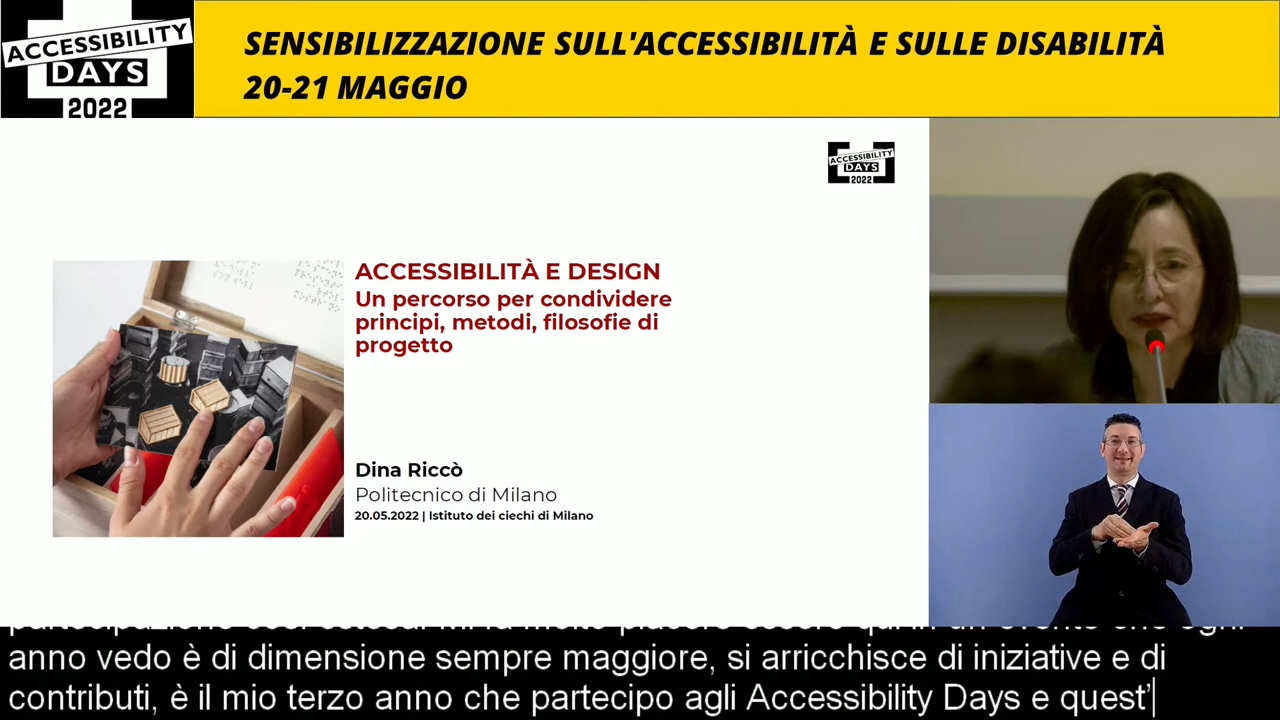 ACCESSIBILITY
DAYS
2022
SENSIBILIZZAZIONE SULL'ACCESSIBILITÀ E SULLE DISABILITÀ
20-21 MAGGIO
ACCESSIBILITY
DAYS
2022
ACCESSIBILITÀ E DESIGN
Un percorso per condividere
principi, metodi, filosofie di
progetto
Dina Riccò
Politecnico di Milano
20.05.2022 | Istituto dei ciechi di Milano
anno vedo è di dimensione sempre maggiore, si arricchisce di iniziative e di
contributi, è il mio terzo anno che partecipo agli Accessibility Days e quest’